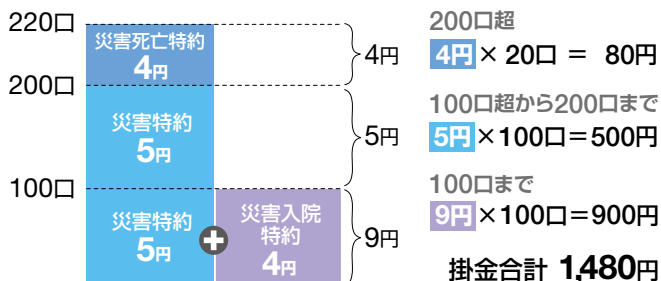 220口
災害死亡特約
4円
4円
200口
災害特約
5円
5円
100口
災害特約
5円
+
災害入院
特約
4円
9円
200口超
4円×20口 = 80円
100口超から200口まで
5円×100口=500円
100口まで
9円×100口=900円
掛金合計 1,480円